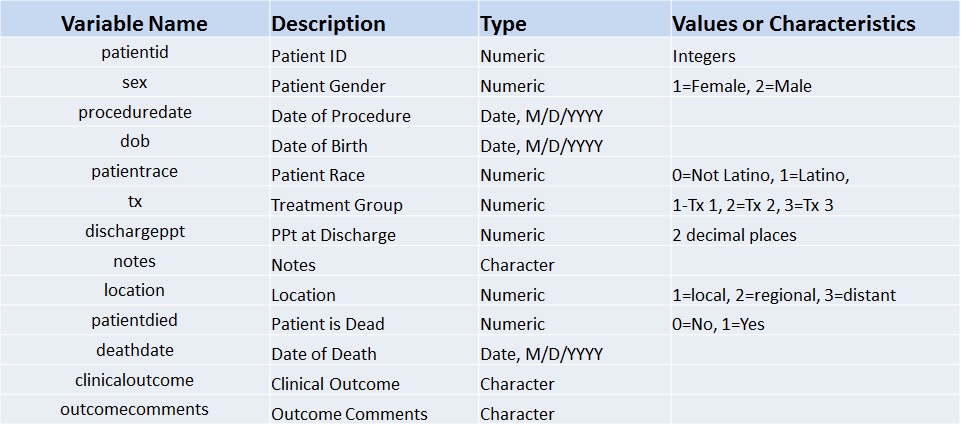 Variable Name Description Type Values or Characteristics
patientid Patient ID Numeric Integers
sex Patient Gender Numeric 1=Female, 2=Male
proceduredate Date of Procedure Date, M/D/YYYY
dob Date of Birth Date, M/D/YYYY
patientrace Patient Race Numeric 0=Not Latino, 1=Latino,
tx Treatment Group Numeric 1-Tx 1, 2=Tx 2, 3=Tx 3
dischargeppt PPt at Discharge Numeric 2 decimal places
notes Notes Character
location Location Numeric 1=local, 2=regional, 3=distant
patientdied Patient is Dead Numeric 0=No, 1=Yes
deathdate Date of Death Date, M/D/YYYY
clinicaloutcome Clinical Outcome Character
outcomecomments Outcome Comments Character